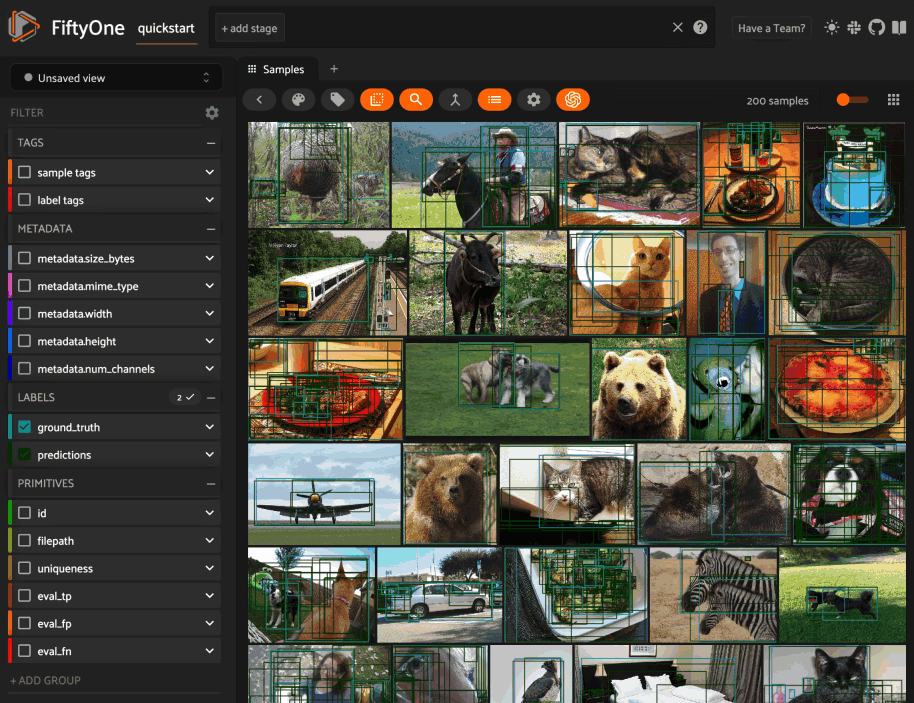 FiftyOne
quickstart
+ add stage
Have a Team?
Unsaved view
Samples
+
FILTER
200 samples
TAGS
sample tags
label tags
METADATA
metadata.size_bytes
metadata.mime_type
metadata.width
metadata.height
metadata.num_channels
LABELS
2
ground_truth
predictions
PRIMITIVES
id
filepath
uniqueness
eval_tp
eval_fp
eval_fn
+ ADD GROUP